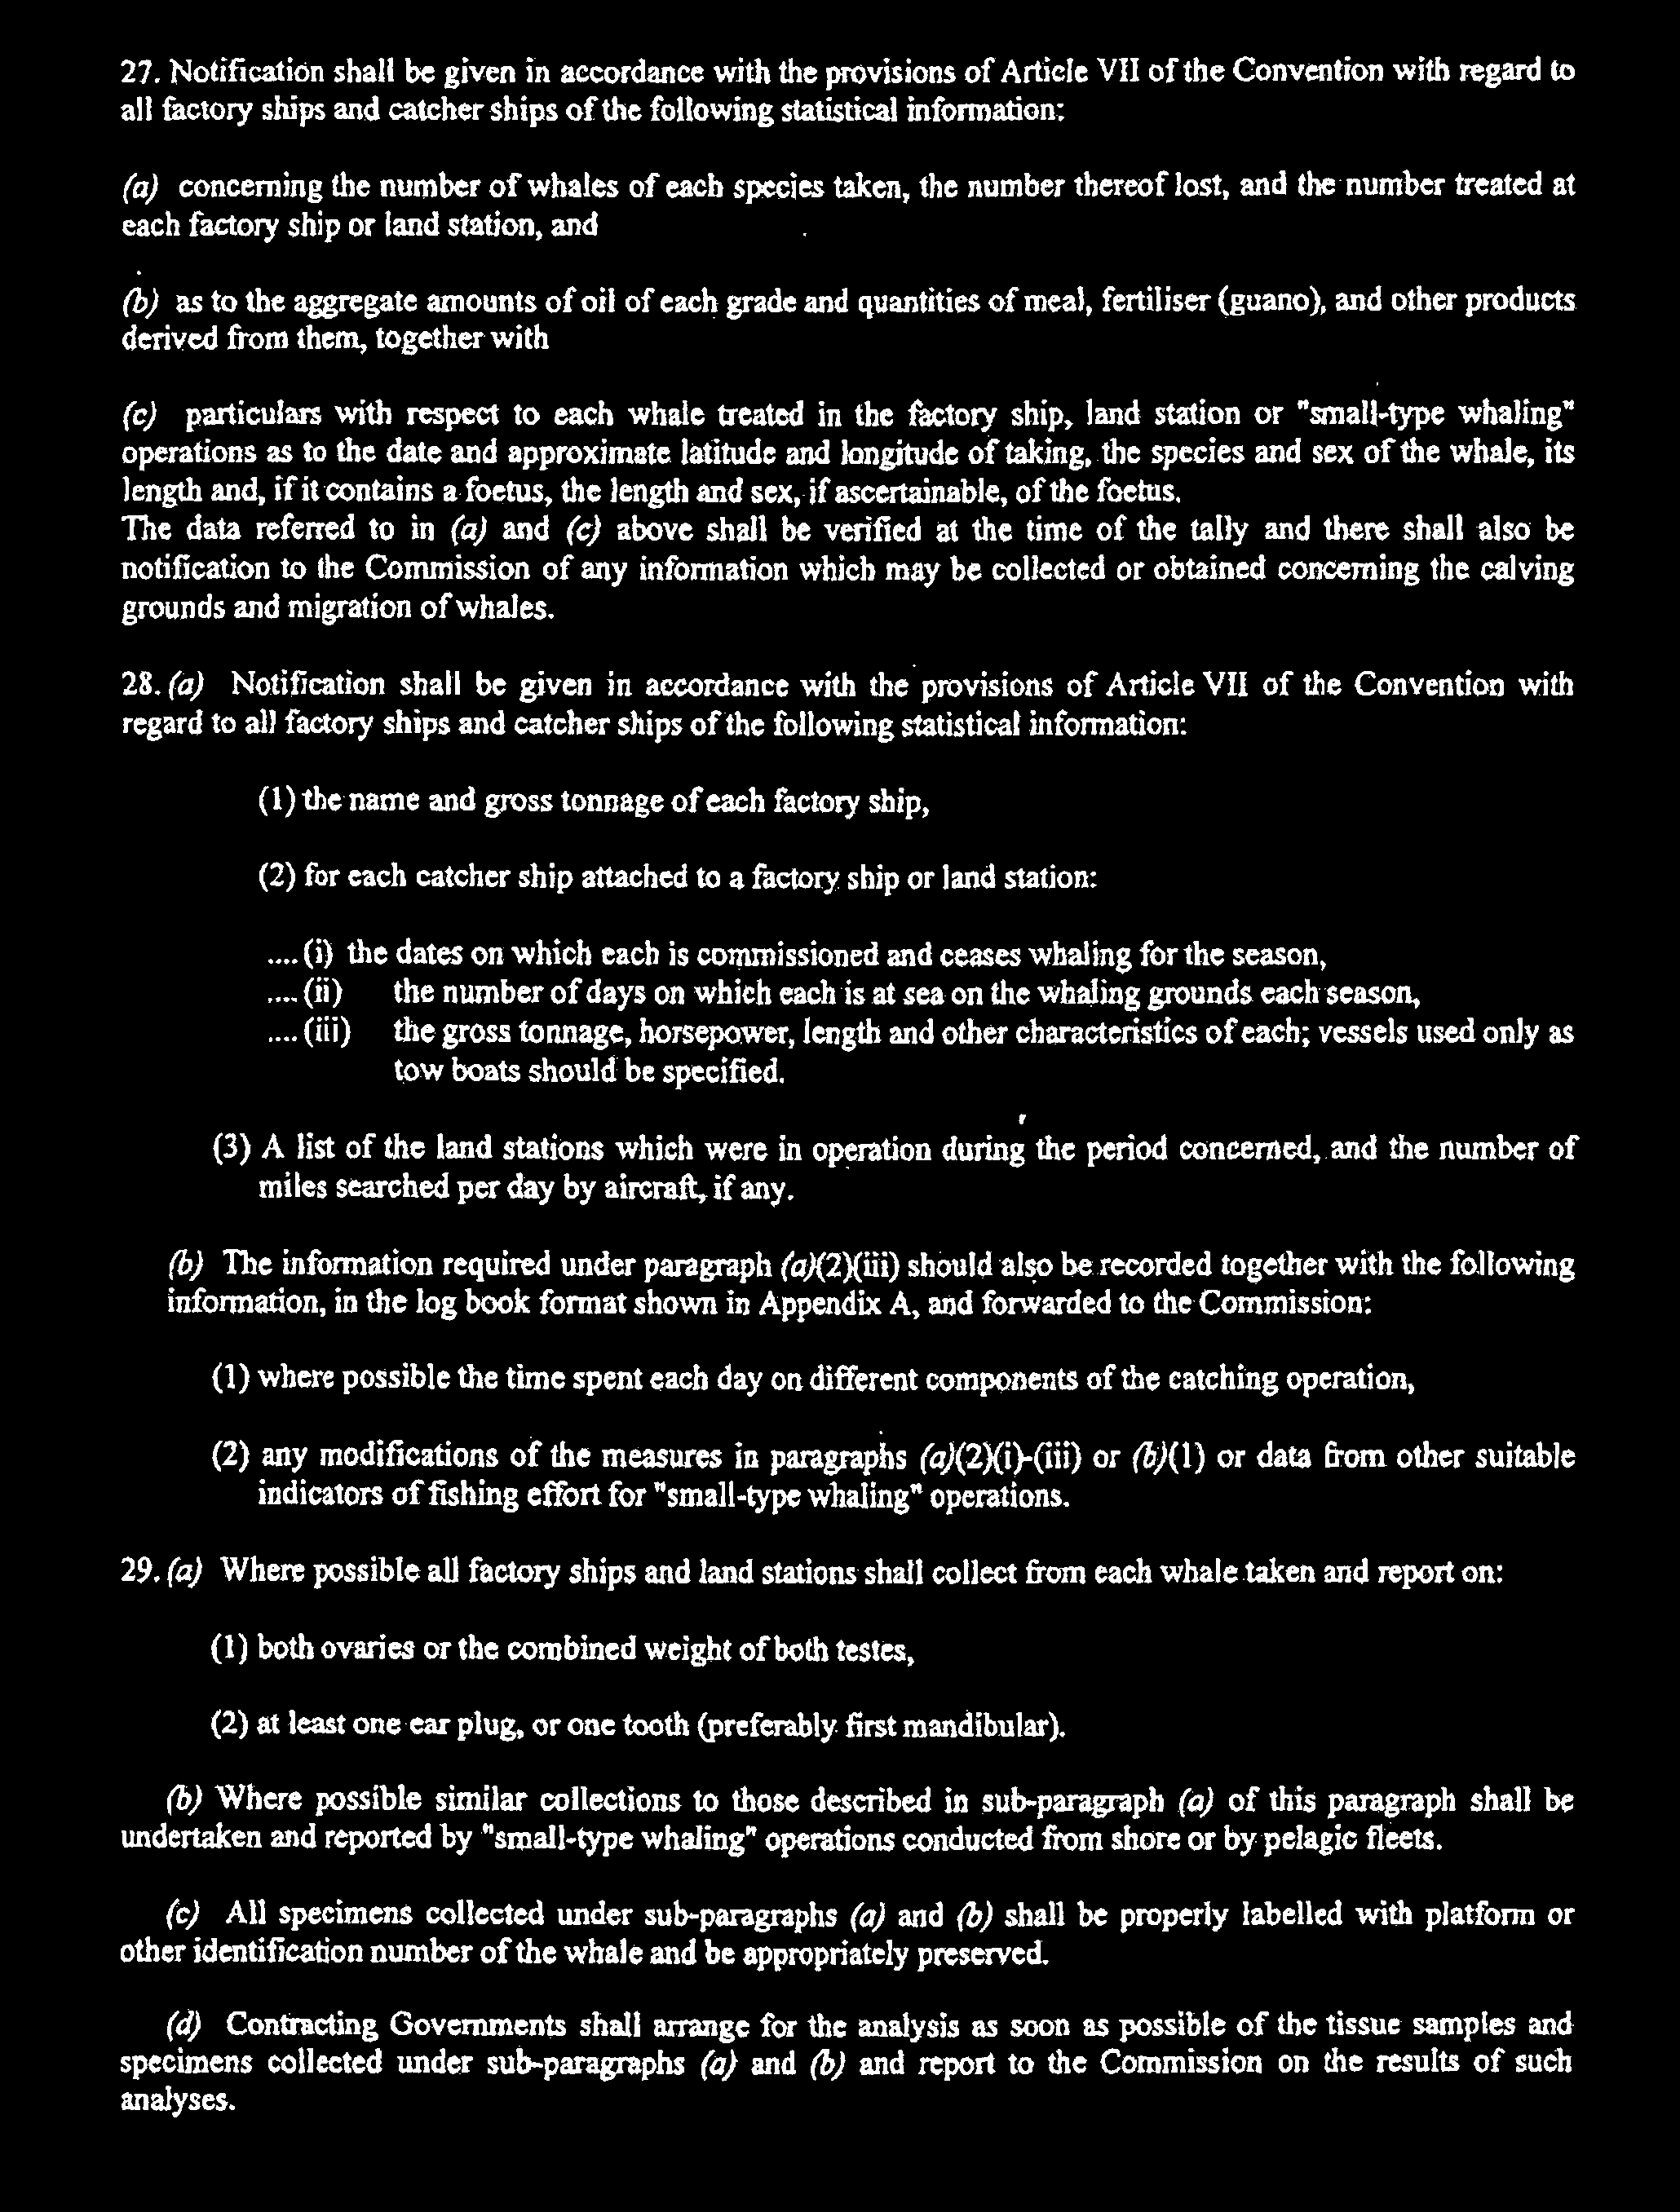 27. Notification shall be given in accordance with the provisions of Article VII of the Convention with regard to
all factory ships and catcher ships of the following statistical information:
(a) concerning the number of whales of each species taken, the number thereof lost, and the number treated at
each factory ship or land station, and
(b) as to the aggregate amounts of oil of each grade and quantities of meal, fertiliser (guano), and other products
derived from them, together with
(c) particulars with respect to each whale treated in the factory ship, land station or "small-type whaling"
operations as to the date and approximate latitude and longitude of taking, the species and sex of the whale, its
length and, if it contains a foetus, the length and sex, if ascertainable, of the foetus.
The data referred to in (a) and (c) above shall be verified at the time of the tally and there shall also be
notification to the Commission of any information which may be collected or obtained concerning the calving
grounds and migration of whales.
28. (a) Notification shall be given in accordance with the provisions of Article VII of the Convention with
regard to all factory ships and catcher ships of the following statistical information:
(1) the name and gross tonnage of each factory ship,
(2) for each catcher ship attached to a factory ship or land station:
.... (i) the dates on which each is commissioned and ceases whaling for the season,
.... (ii) the number of days on which each is at sea on the whaling grounds each season,
.... (iii) the gross tonnage, horsepower, length and other characteristics of each; vessels used only as
tow boats should be specified.
(3) A list of the land stations which were in operation during the period concerned, and the number of
miles searched per day by aircraft, if any.
(b) The information required under paragraph (a)(2)(iii) should also be recorded together with the following
information, in the log book format shown in Appendix A, and forwarded to the Commission:
(1) where possible the time spent each day on different components of the catching operation,
(2) any modifications of the measures in paragraphs (a)(2)(i)-(iii) or (b)(1) or data from other suitable
indicators of fishing effort for "small-type whaling" operations.
29. (a) Where possible all factory ships and land stations shall collect from each whale taken and report on:
(1) both ovaries or the combined weight of both testes,
(2) at least one ear plug, or one tooth (preferably first mandibular).
(b) Where possible similar collections to those described in sub-paragraph (a) of this paragraph shall be
undertaken and reported by "small-type whaling" operations conducted from shore or by pelagic fleets.
(c) All specimens collected under sub-paragraphs (a) and (b) shall be properly labelled with platform or
other identification number of the whale and be appropriately preserved.
(d) Contracting Governments shall arrange for the analysis as soon as possible of the tissue samples and
specimens collected under sub-paragraphs (a) and (b) and report to the Commission on the results of such
analyses.